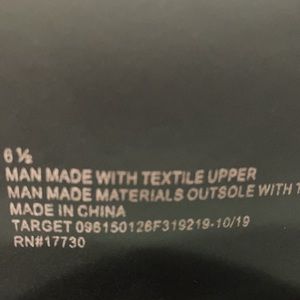 6 ½
MAN MADE WITH TEXTILE UPPER
MAN MADE MATERIALS OUTSOLE WITH T
MADE IN CHINA
TARGET 096150126F319219-10/19
RN#17730